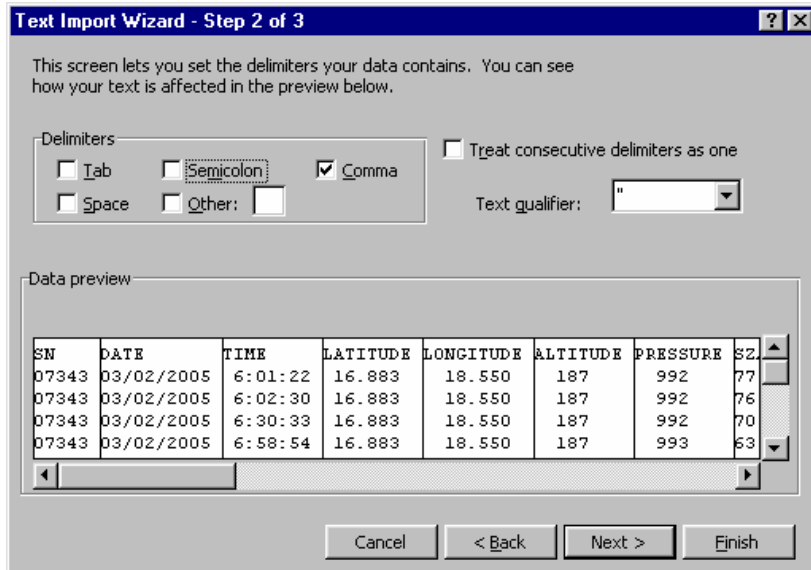 Text Import Wizard - Step 2 of 3
This screen lets you set the delimiters your data contains. You can see
how your text is affected in the preview below.
Delimiters
Tab Semicolon Comma
Space Other:
Treat consecutive delimiters as one
Text qualifier: "
Data preview
SN DATE TIME LATITUDE LONGITUDE ALTITUDE PRESSURE SZ
07343 03/02/2005 6:01:22 16.883 18.550 187 992 77
07343 03/02/2005 6:02:30 16.883 18.550 187 992 76
07343 03/02/2005 6:30:33 16.883 18.550 187 992 70
07343 03/02/2005 6:58:54 16.883 18.550 187 993 63
Cancel < Back Next > Finish